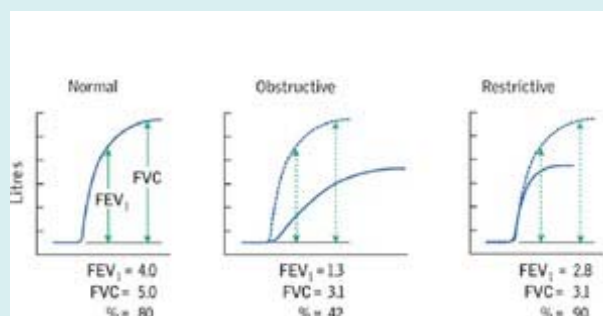 Normal
Obstructive
Restrictive
Litres
FEV₁
FVC
FEV₁ = 4.0
FVC = 5.0
% = 80
FEV₁ = 1.3
FVC = 3.1
% = 42
FEV₁ = 2.8
FVC = 3.1
% = 90